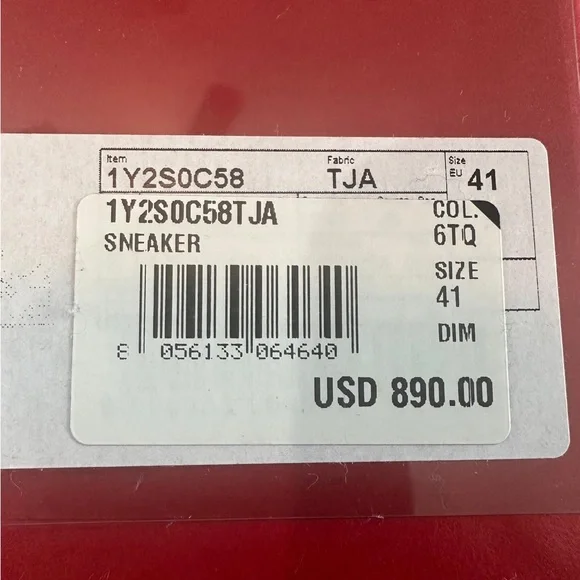 Item Fabric Size
1Y2S0C58 TJA EU 41
1Y2S0C58TJA COL.
SNEAKER 6TQ
SIZE
41
DIM
8 056133 064640
USD 890.00